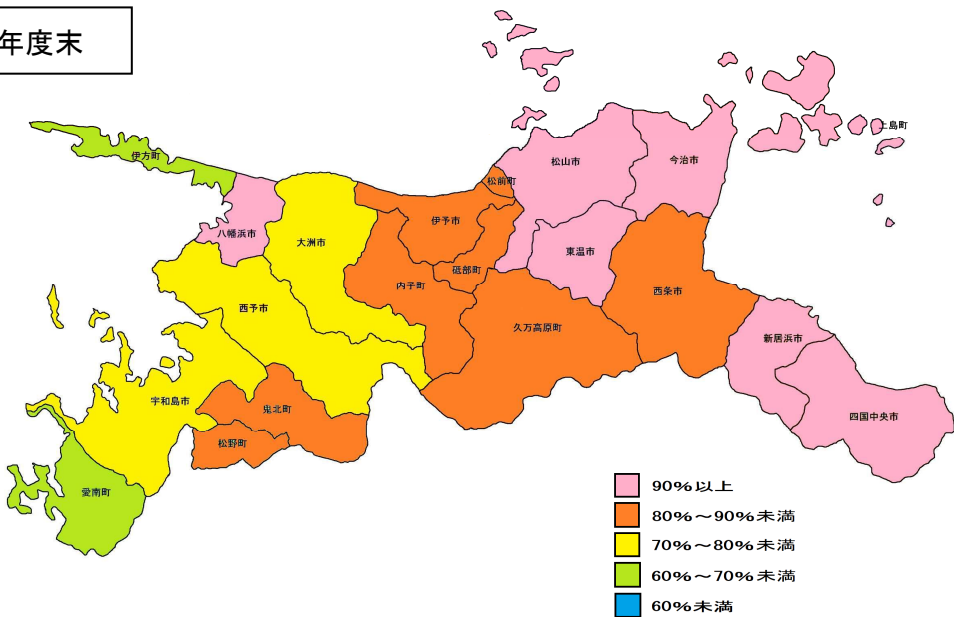 年度末
上島町
伊方町
松山市
今治市
松前町
伊予市
八幡浜市
大洲市
東温市
砥部町
内子町
西条市
西予市
久万高原町
新居浜市
宇和島市
鬼北町
四国中央市
松野町
愛南町
90%以上
80%～90%未満
70%～80%未満
60%～70%未満
60%未満